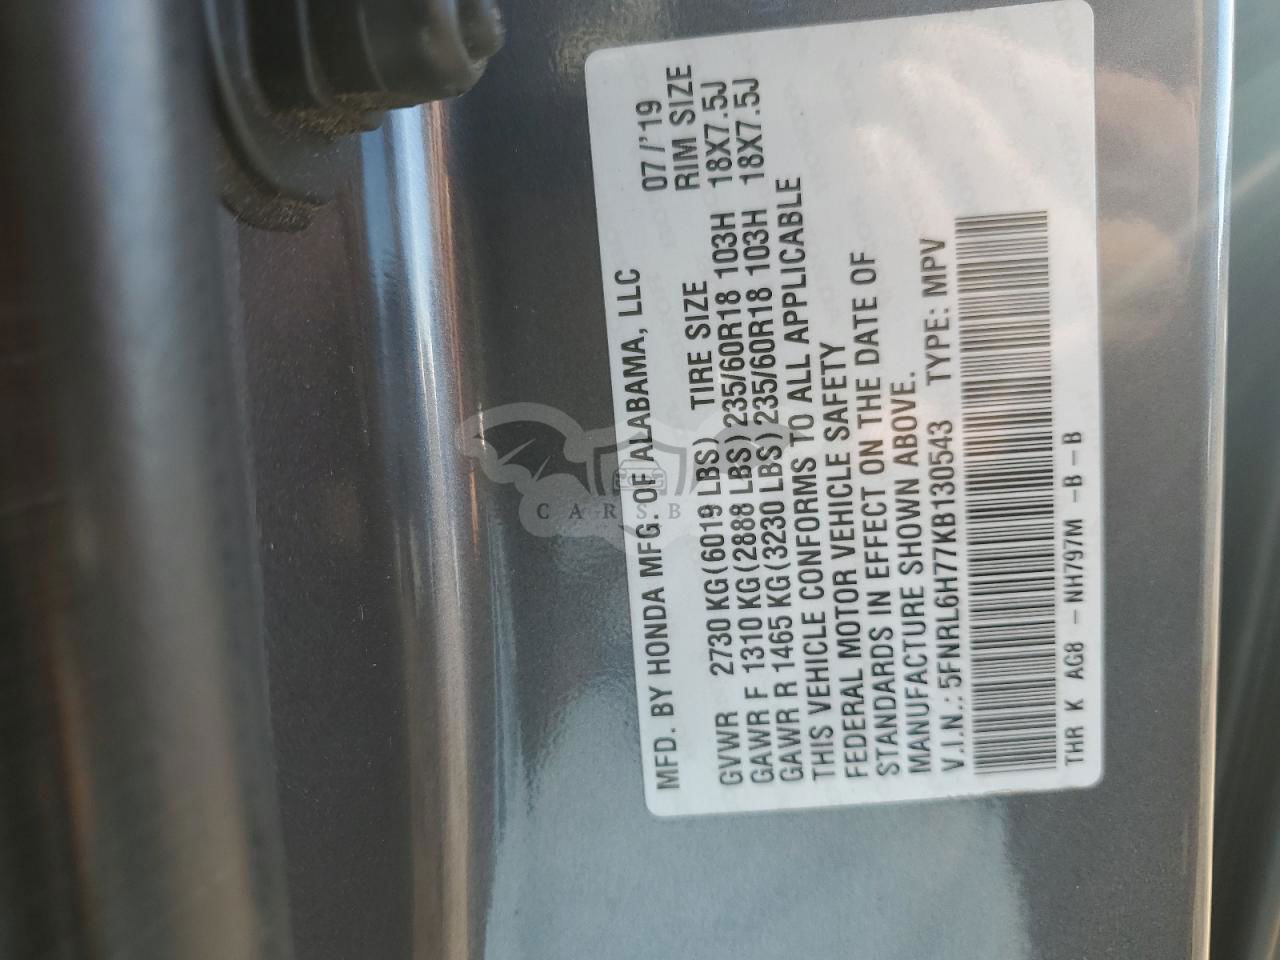 MFD. BY HONDA MFG. OF ALABAMA, LLC 07/'19
GVWR 2730 KG(6019 LBS) TIRE SIZE RIM SIZE
GAWR F 1310 KG(2888 LBS)235/60R18 103H 18X7.5J
GAWR R 1465 KG(3230 LBS)235/60R18 103H 18X7.5J
THIS VEHICLE CONFORMS TO ALL APPLICABLE
FEDERAL MOTOR VEHICLE SAFETY
STANDARDS IN EFFECT ON THE DATE OF
MANUFACTURE SHOWN ABOVE.
V.I.N.: 5FNRL6H77KB130543 TYPE: MPV
THR K AG8 - NH797M -B-B
CARSB